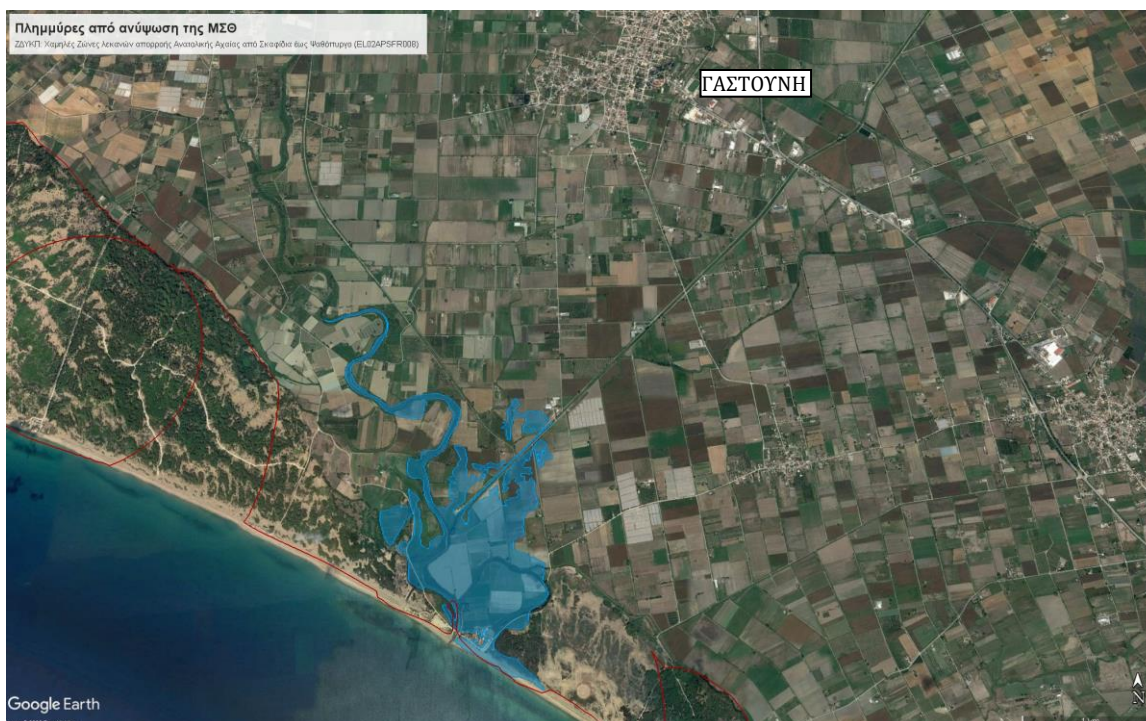 Πλημμύρες από ανύψωση της ΜΣΘ
ΖΔΥΚΠ: Χαμηλές Ζώνες λεκανών απορροής Ανατολικής Αχαΐας από Σκαφίδια έως Ψαθόπυργο (EL02APSFR008)
ΓΑΣΤΟΥΝΗ
Google Earth